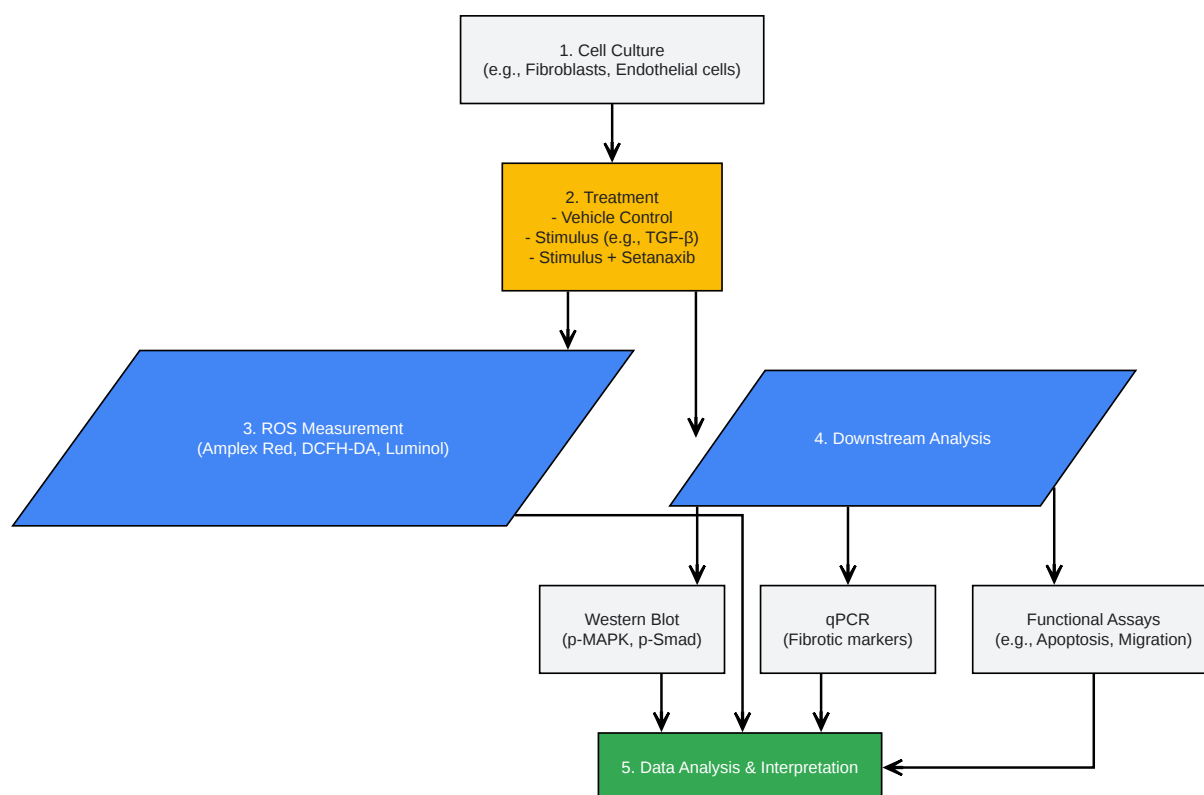 1. Cell Culture
(e.g., Fibroblasts, Endothelial cells)
2. Treatment
- Vehicle Control
- Stimulus (e.g., TGF-β)
- Stimulus + Setanaxib
3. ROS Measurement
(Amplex Red, DCFH-DA, Luminol)
4. Downstream Analysis
Western Blot
(p-MAPK, p-Smad)
qPCR
(Fibrotic markers)
Functional Assays
(e.g., Apoptosis, Migration)
5. Data Analysis & Interpretation